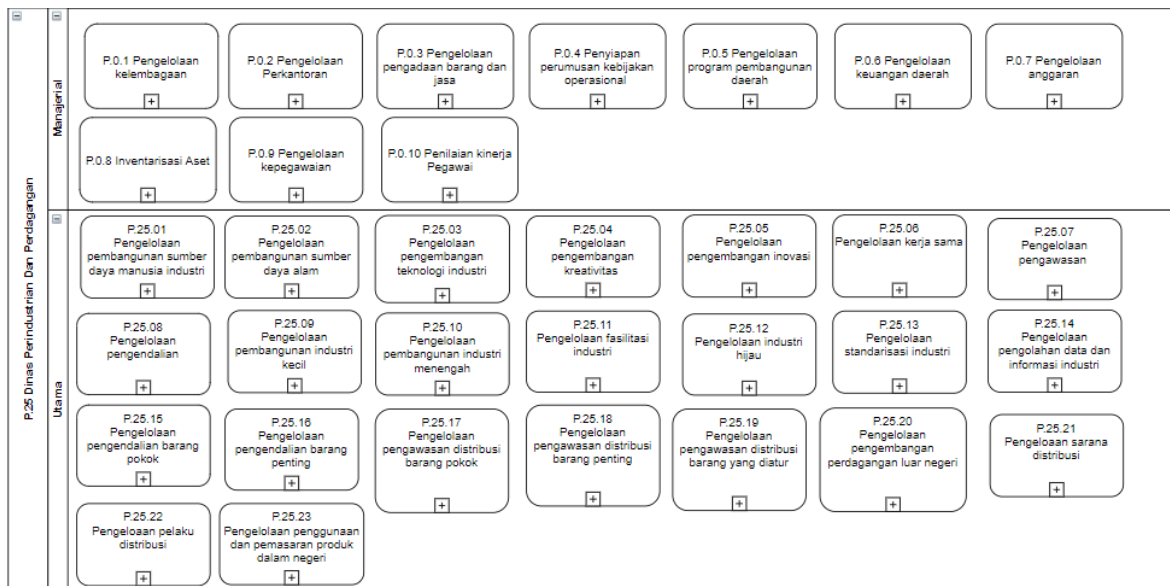 P.25 Dinas Perindustrian Dan Perdagangan
Manajerial
P.0.1 Pengelolaan
kelembagaan
P.0.2 Pengelolaan
Perkantoran
P.0.3 Pengelolaan
pengadaan barang dan
jasa
P.0.4 Penyiapan
perumusan kebijakan
operasional
P.0.5 Pengelolaan
program pembangunan
daerah
P.0.6 Pengelolaan
keuangan daerah
P.0.7 Pengelolaan
anggaran
P.0.8 Inventarisasi Aset
P.0.9 Pengelolaan
kepegawaian
P.0.10 Penilaian kinerja
Pegawai
Utama
P.25.01
Pengelolaan
pembangunan sumber
daya manusia industri
P.25.02
Pengelolaan
pembangunan sumber
daya alam
P.25.03
Pengelolaan
pengembangan
teknologi industri
P.25.04
Pengelolaan
pengembangan
kreativitas
P.25.05
Pengelolaan
pengembangan inovasi
P.25.06
Pengelolaan kerja sama
P.25.07
Pengelolaan
pengawasan
P.25.08
Pengelolaan
pengendalian
P.25.09
Pengelolaan
pembangunan industri
kecil
P.25.10
Pengelolaan
pembangunan industri
menengah
P.25.11
Pengelolaan fasilitasi
industri
P.25.12
Pengelolaan industri
hijau
P.25.13
Pengelolaan
standarisasi industri
P.25.14
Pengelolaan
pengolahan data dan
informasi industri
P.25.15
Pengelolaan
pengendalian barang
pokok
P.25.16
Pengelolaan
pengendalian barang
penting
P.25.17
Pengelolaan
pengawasan distribusi
barang pokok
P.25.18
Pengelolaan
pengawasan distribusi
barang penting
P.25.19
Pengelolaan
pengawasan distribusi
barang yang diatur
P.25.20
Pengelolaan
pengembangan
perdagangan luar negeri
P.25.21
Pengeloaan sarana
distribusi
P.25.22
Pengeloaan pelaku
distribusi
P.25.23
Pengelolaan penggunaan
dan pemasaran produk
dalam negeri